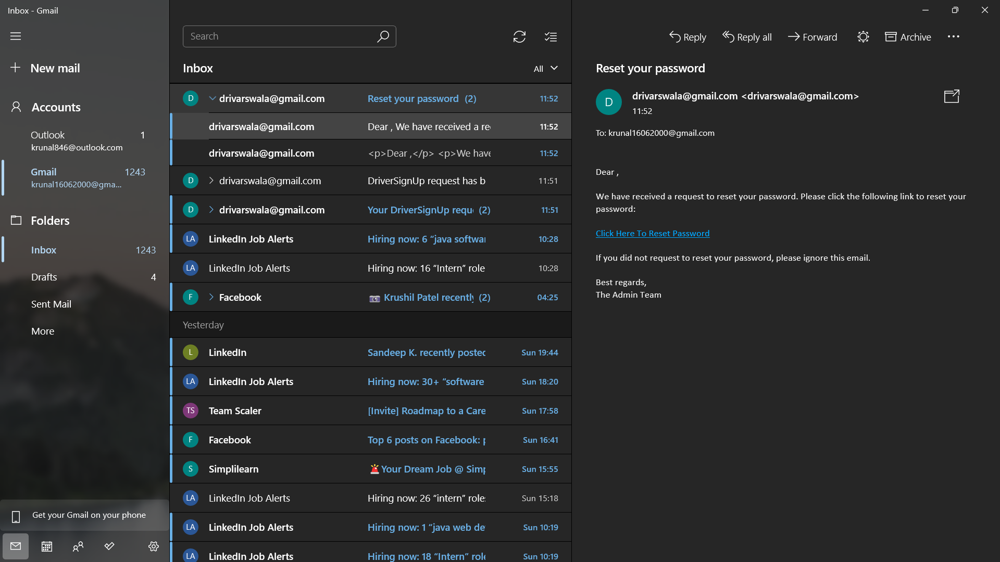 Inbox - Gmail
New mail
Accounts
Outlook 1
krunal846@outlook.com
Gmail 1243
krunal16062000@gma...
Folders
Inbox 1243
Drafts 4
Sent Mail
More
Get your Gmail on your phone
Search
Inbox All
D drivarswala@gmail.com Reset your password (2) 11:52
drivarswala@gmail.com Dear , We have received a re 11:52
drivarswala@gmail.com <p>Dear ,</p> <p>We have 11:52
D drivarswala@gmail.com DriverSignUp request has b 11:51
D drivarswala@gmail.com Your DriverSignUp requ (2) 11:51
LA LinkedIn Job Alerts Hiring now: 6 “java softwa 10:28
LA LinkedIn Job Alerts Hiring now: 16 “Intern” role 10:28
F Facebook Krushil Patel recently (2) 04:25
Yesterday
L LinkedIn Sandeep K. recently posted Sun 19:44
LA LinkedIn Job Alerts Hiring now: 30+ “software Sun 18:20
TS Team Scaler [Invite] Roadmap to a Care Sun 17:58
F Facebook Top 6 posts on Facebook: p Sun 16:41
S Simplilearn Your Dream Job @ Simp Sun 15:55
LA LinkedIn Job Alerts Hiring now: 26 “intern” role Sun 15:18
LA LinkedIn Job Alerts Hiring now: 1 “java web de Sun 10:19
LA LinkedIn Job Alerts Hiring now: 18 “Intern” role Sun 10:19
Reply Reply all Forward Archive
Reset your password
D drivarswala@gmail.com <drivarswala@gmail.com>
11:52
To: krunal16062000@gmail.com
Dear ,
We have received a request to reset your password. Please click the following link to reset your
password:
Click Here To Reset Password
If you did not request to reset your password, please ignore this email.
Best regards,
The Admin Team